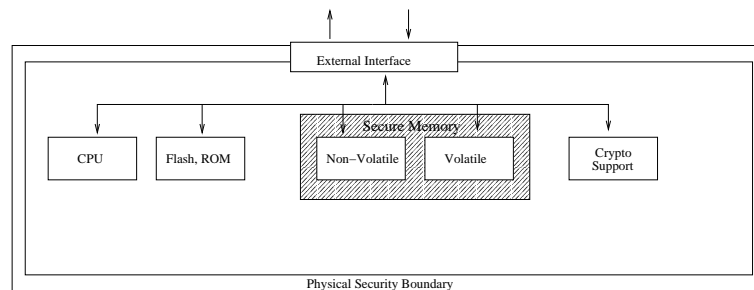 External Interface
Secure Memory
CPU
Flash, ROM
Non−Volatile
Volatile
Crypto
Support
Physical Security Boundary